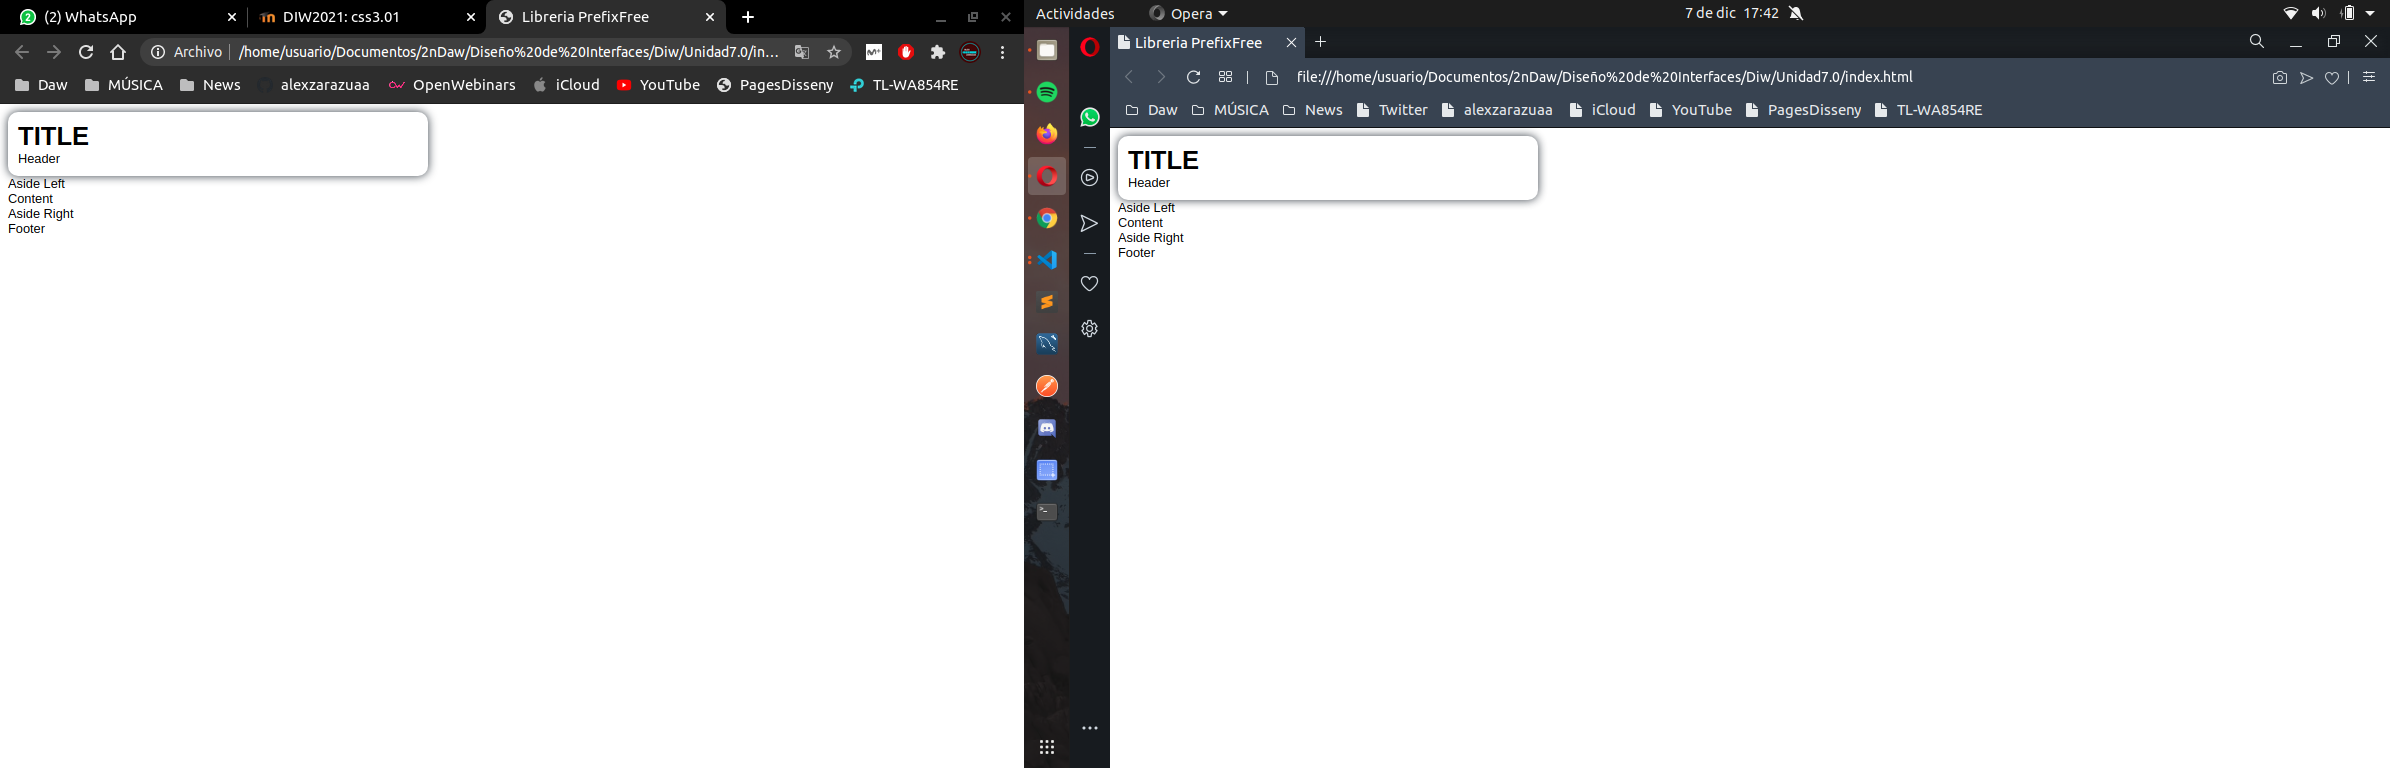 (2) WhatsApp
DIW2021: css3.01
Libreria PrefixFree
Archivo
/home/usuario/Documentos/2nDaw/Diseño%20de%20Interfaces/Diw/Unidad7.0/in...
Daw
MÚSICA
News
alexzarazuaa
OpenWebinars
iCloud
YouTube
PagesDisseny
TL-WA854RE
TITLE
Header
Aside Left
Content
Aside Right
Footer
Actividades
Opera
7 de dic 17:42
Libreria PrefixFree
file:///home/usuario/Documentos/2nDaw/Diseño%20de%20Interfaces/Diw/Unidad7.0/index.html
Daw
MÚSICA
News
Twitter
alexzarazuaa
iCloud
YouTube
PagesDisseny
TL-WA854RE
TITLE
Header
Aside Left
Content
Aside Right
Footer